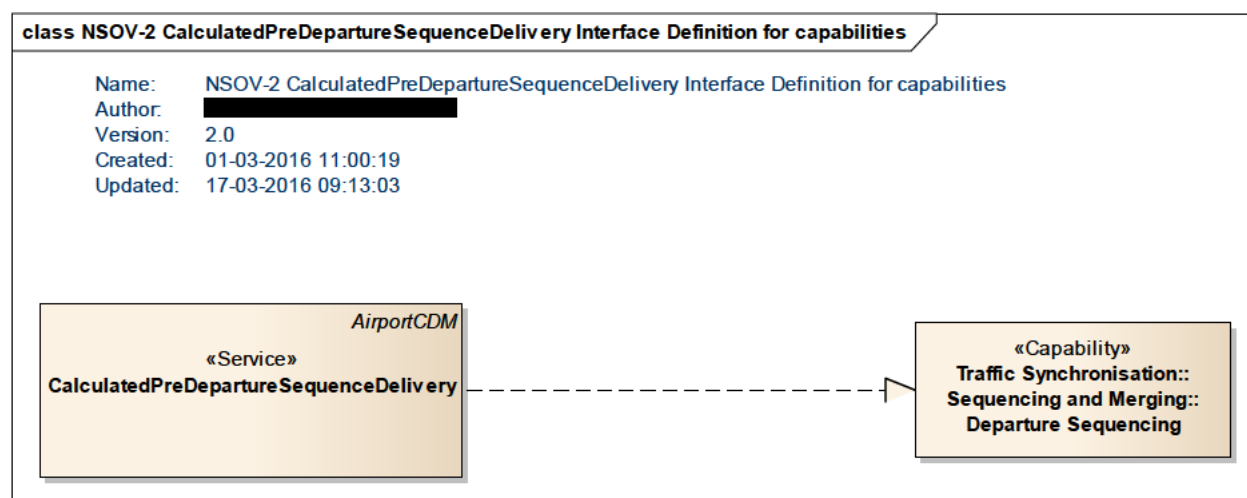 class NSOV-2 CalculatedPreDepartureSequenceDelivery Interface Definition for capabilities
Name: NSOV-2 CalculatedPreDepartureSequenceDelivery Interface Definition for capabilities
Author:
Version: 2.0
Created: 01-03-2016 11:00:19
Updated: 17-03-2016 09:13:03
AirportCDM
«Service»
CalculatedPreDepartureSequenceDelivery
«Capability»
Traffic Synchronisation::
Sequencing and Merging::
Departure Sequencing